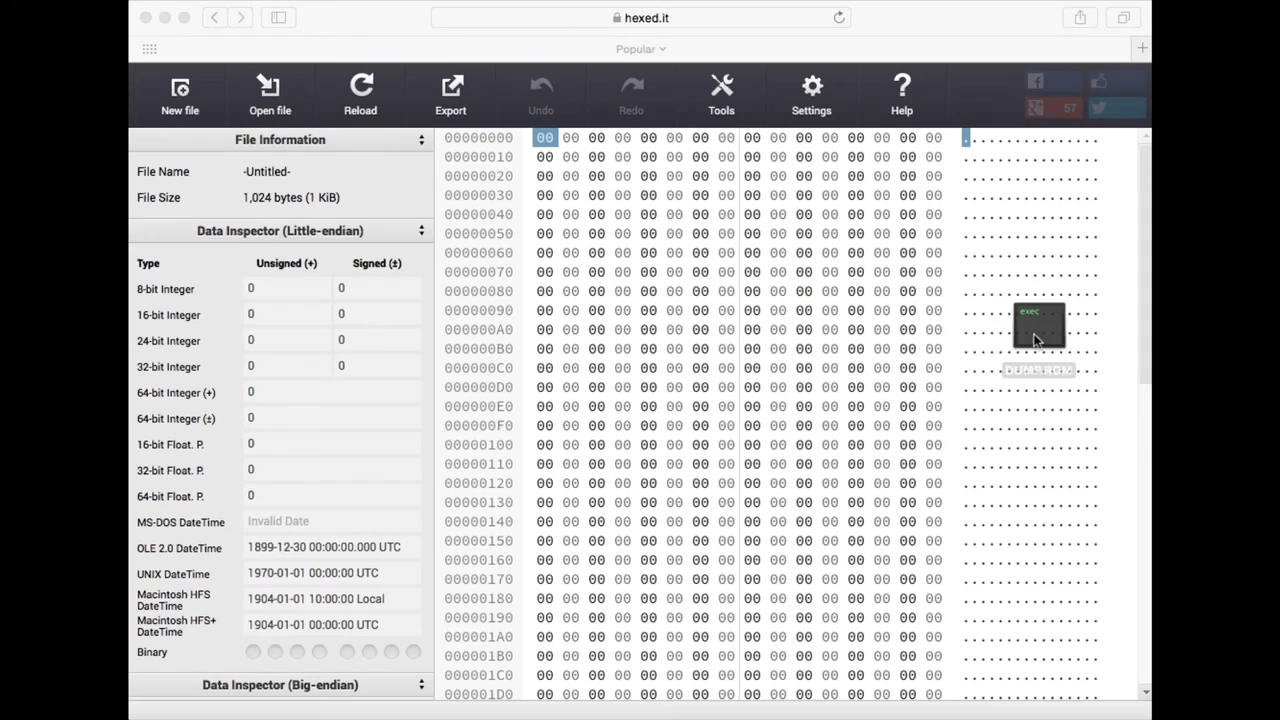 hexed.it
Popular
New file Open file Reload Export Undo Redo Tools Settings Help
57
File Information
File Name -Untitled-
File Size 1,024 bytes (1 KiB)
Data Inspector (Little-endian)
Type Unsigned (+) Signed (±)
8-bit Integer 0 0
16-bit Integer 0 0
24-bit Integer 0 0
32-bit Integer 0 0
64-bit Integer (+) 0
64-bit Integer (±) 0
16-bit Float. P. 0
32-bit Float. P. 0
64-bit Float. P. 0
MS-DOS DateTime Invalid Date
OLE 2.0 DateTime 1899-12-30 00:00:00.000 UTC
UNIX DateTime 1970-01-01 00:00:00 UTC
Macintosh HFS
DateTime 1904-01-01 10:00:00 Local
Macintosh HFS+
DateTime 1904-01-01 00:00:00 UTC
Binary
Data Inspector (Big-endian)
00000000 00 00 00 00 00 00 00 00 00 00 00 00 00 00 00 00 ................
00000010 00 00 00 00 00 00 00 00 00 00 00 00 00 00 00 00 ................
00000020 00 00 00 00 00 00 00 00 00 00 00 00 00 00 00 00 ................
00000030 00 00 00 00 00 00 00 00 00 00 00 00 00 00 00 00 ................
00000040 00 00 00 00 00 00 00 00 00 00 00 00 00 00 00 00 ................
00000050 00 00 00 00 00 00 00 00 00 00 00 00 00 00 00 00 ................
00000060 00 00 00 00 00 00 00 00 00 00 00 00 00 00 00 00 ................
00000070 00 00 00 00 00 00 00 00 00 00 00 00 00 00 00 00 ................
00000080 00 00 00 00 00 00 00 00 00 00 00 00 00 00 00 00 ................
00000090 00 00 00 00 00 00 00 00 00 00 00 00 00 00 00 00 ................
000000A0 00 00 00 00 00 00 00 00 00 00 00 00 00 00 00 00 ................
000000B0 00 00 00 00 00 00 00 00 00 00 00 00 00 00 00 00 ................
000000C0 00 00 00 00 00 00 00 00 00 00 00 00 00 00 00 00 ................
000000D0 00 00 00 00 00 00 00 00 00 00 00 00 00 00 00 00 ................
000000E0 00 00 00 00 00 00 00 00 00 00 00 00 00 00 00 00 ................
000000F0 00 00 00 00 00 00 00 00 00 00 00 00 00 00 00 00 ................
00000100 00 00 00 00 00 00 00 00 00 00 00 00 00 00 00 00 ................
00000110 00 00 00 00 00 00 00 00 00 00 00 00 00 00 00 00 ................
00000120 00 00 00 00 00 00 00 00 00 00 00 00 00 00 00 00 ................
00000130 00 00 00 00 00 00 00 00 00 00 00 00 00 00 00 00 ................
00000140 00 00 00 00 00 00 00 00 00 00 00 00 00 00 00 00 ................
00000150 00 00 00 00 00 00 00 00 00 00 00 00 00 00 00 00 ................
00000160 00 00 00 00 00 00 00 00 00 00 00 00 00 00 00 00 ................
00000170 00 00 00 00 00 00 00 00 00 00 00 00 00 00 00 00 ................
00000180 00 00 00 00 00 00 00 00 00 00 00 00 00 00 00 00 ................
00000190 00 00 00 00 00 00 00 00 00 00 00 00 00 00 00 00 ................
000001A0 00 00 00 00 00 00 00 00 00 00 00 00 00 00 00 00 ................
000001B0 00 00 00 00 00 00 00 00 00 00 00 00 00 00 00 00 ................
000001C0 00 00 00 00 00 00 00 00 00 00 00 00 00 00 00 00 ................
000001D0 00 00 00 00 00 00 00 00 00 00 00 00 00 00 00 00 ................
exec